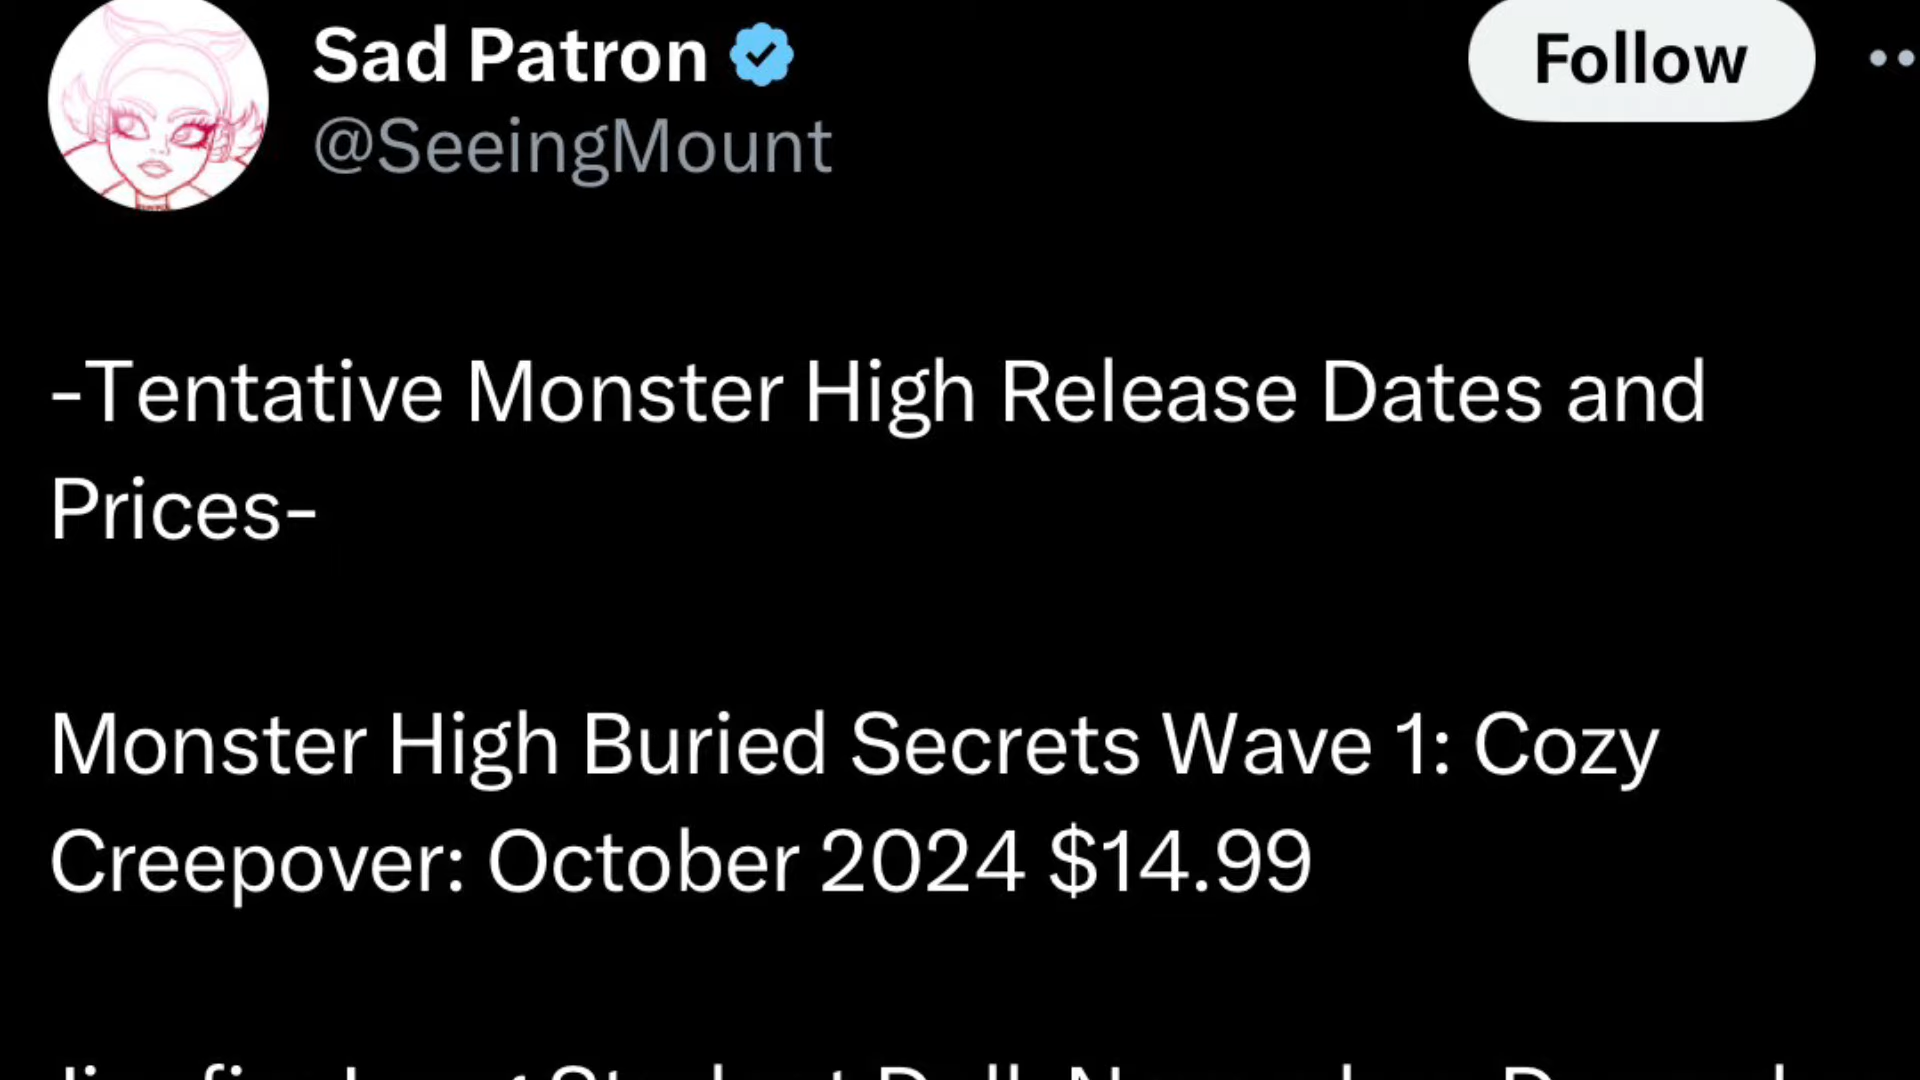 Sad Patron
Follow
@SeeingMount
-Tentative Monster High Release Dates and
Prices-
Monster High Buried Secrets Wave 1: Cozy
Creepover: October 2024 $14.99